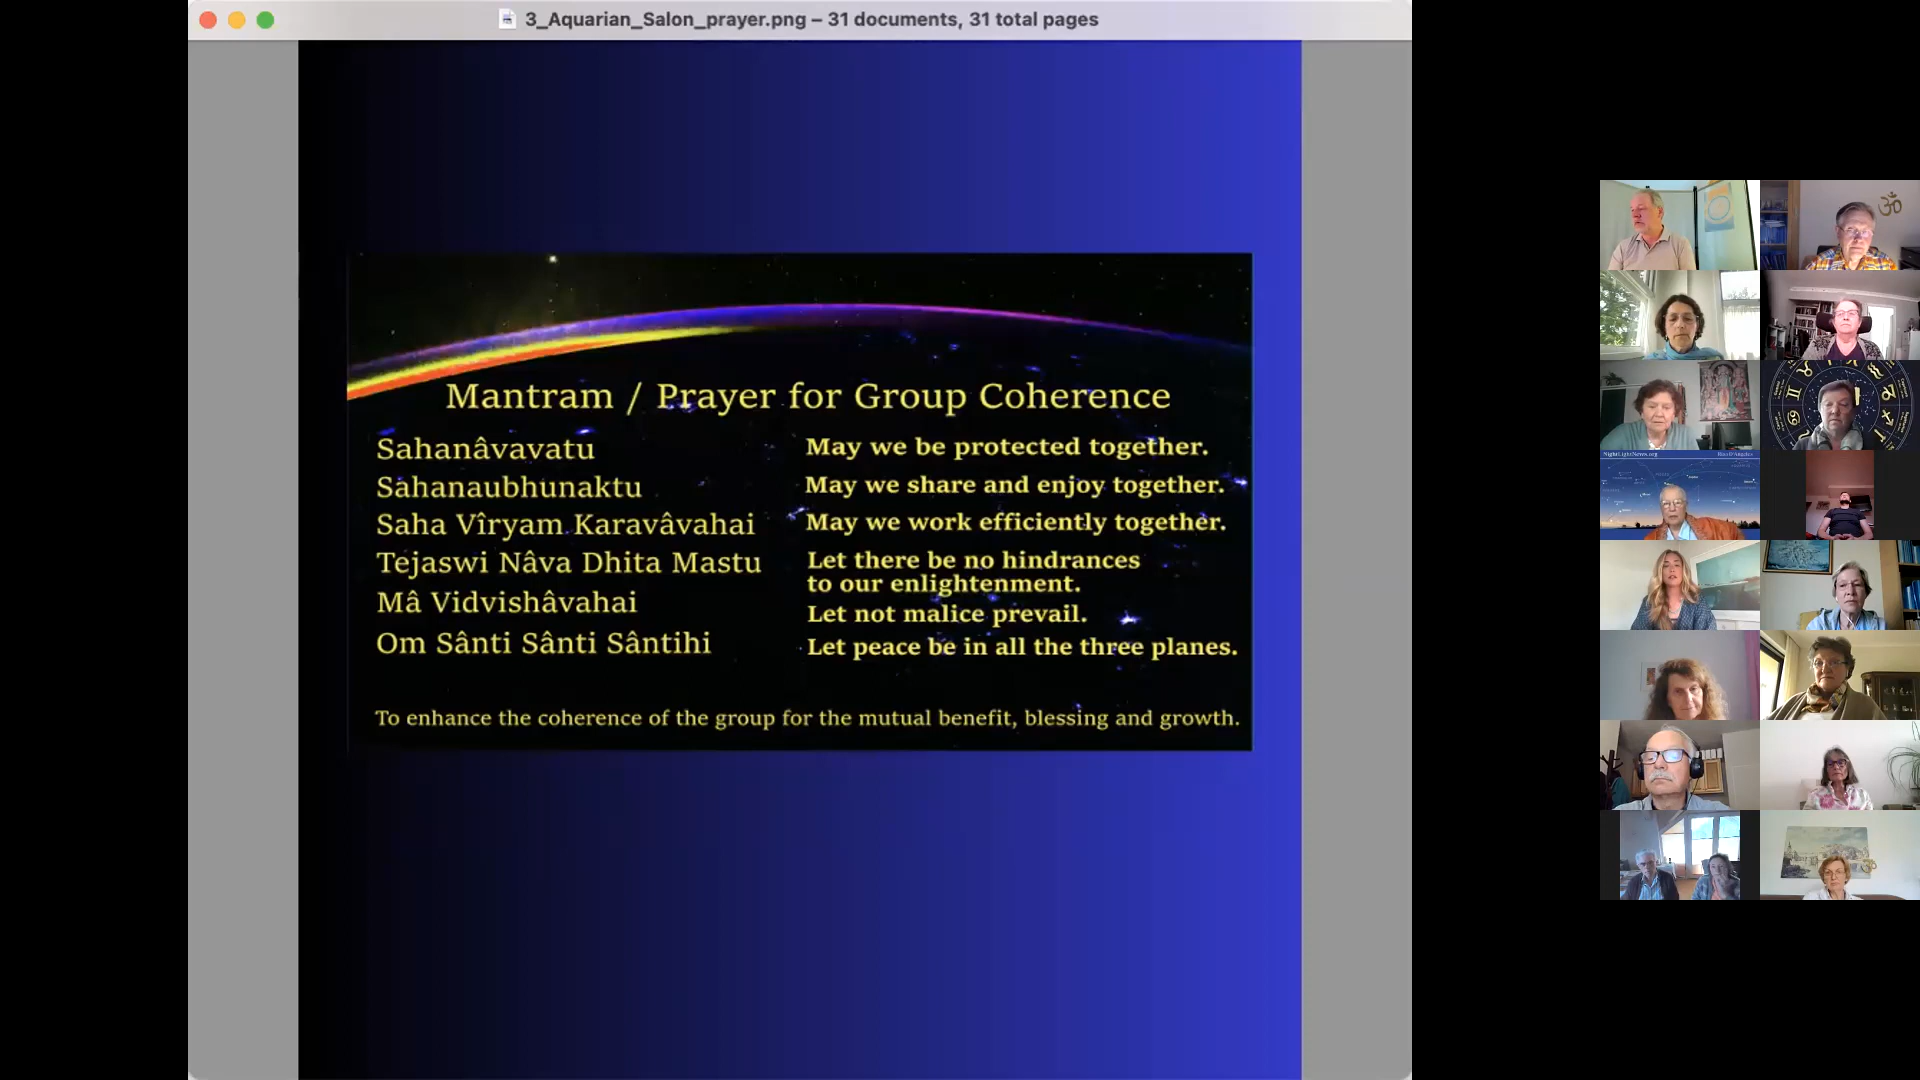 3_Aquarian_Salon_prayer.png – 31 documents, 31 total pages
Mantram / Prayer for Group Coherence
Sahanâvavatu
May we be protected together.
Sahanaubhunaktu
May we share and enjoy together.
Saha Vîryam Karavâvahai
May we work efficiently together.
Tejaswi Nâva Dhita Mastu
Let there be no hindrances
to our enlightenment.
Mâ Vidvishâvahai
Let not malice prevail.
Om Sânti Sânti Sântihi
Let peace be in all the three planes.
To enhance the coherence of the group for the mutual benefit, blessing and growth.
ॐ
NightLightNews.org